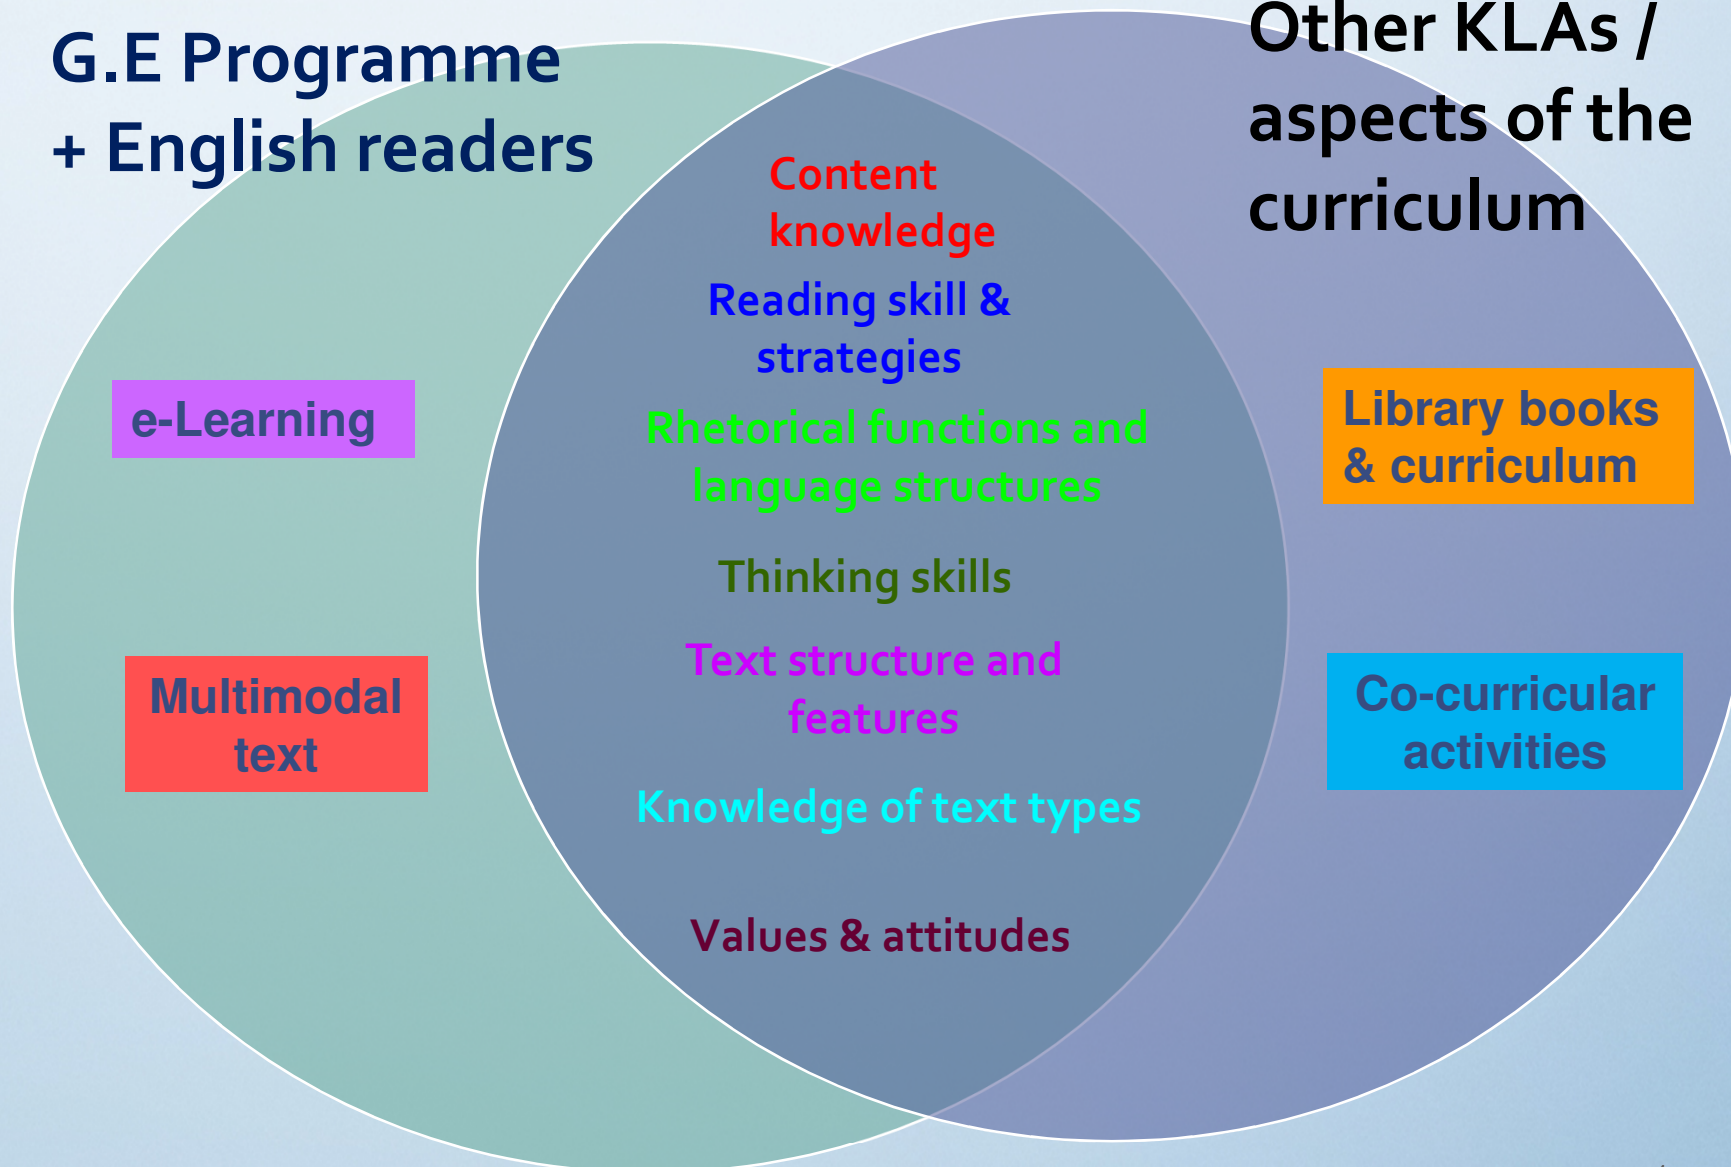 G.E Programme
+ English readers
Other KLAs /
aspects of the
curriculum
Content
knowledge
Reading skill &
strategies
Rhetorical functions and
language structures
Thinking skills
Text structure and
features
Knowledge of text types
Values & attitudes
e-Learning
Multimodal
text
Library books
& curriculum
Co-curricular
activities